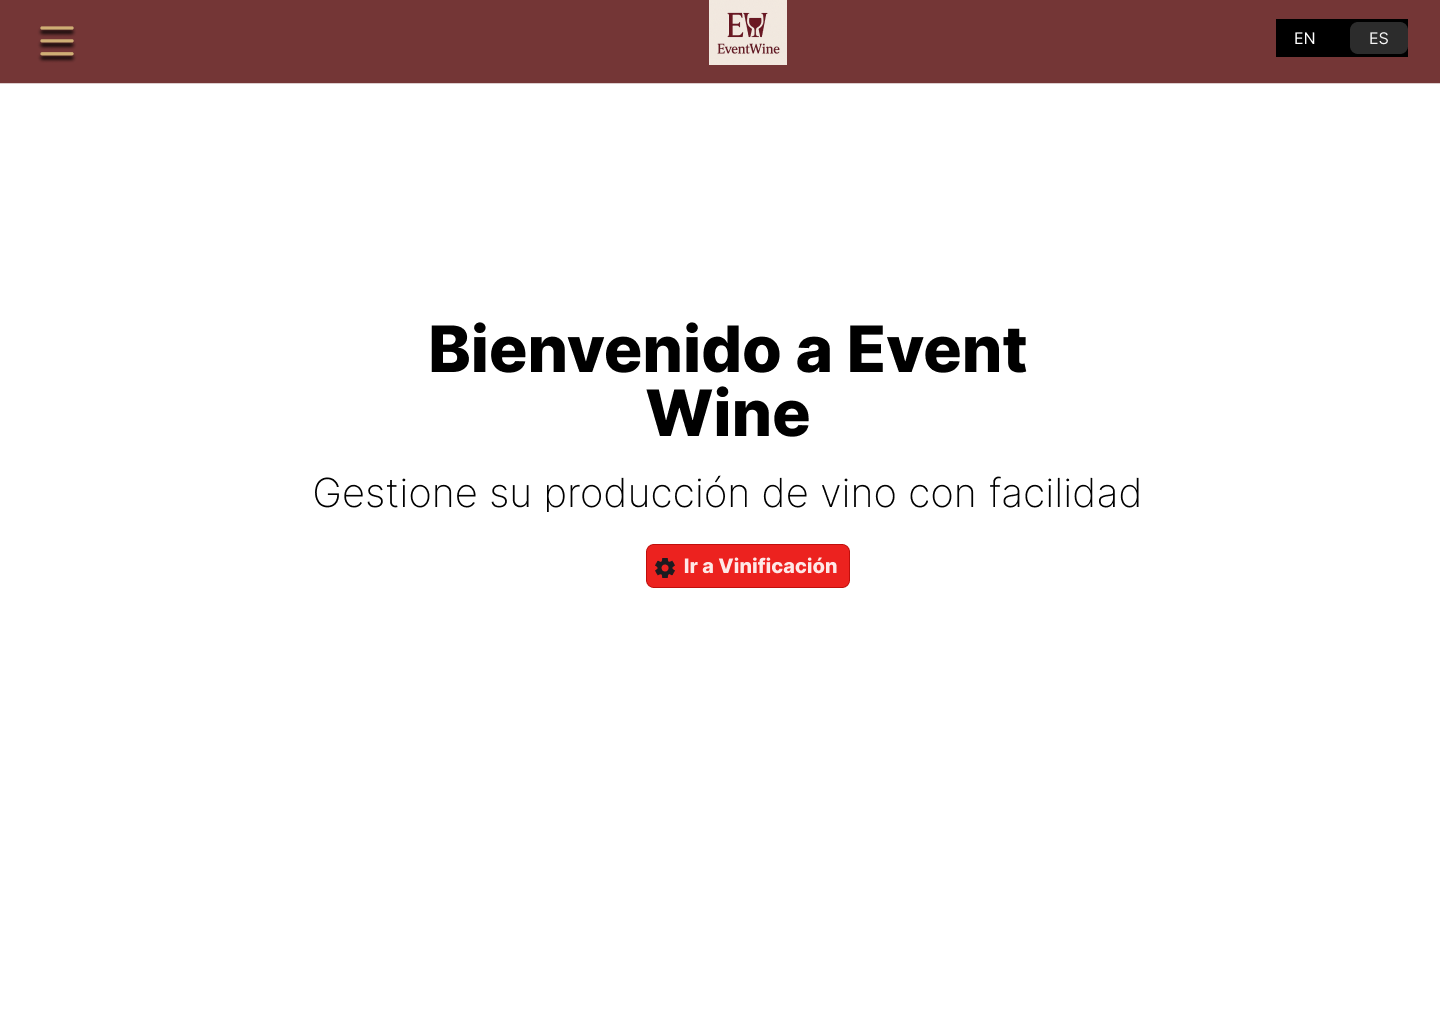 EW
EventWine
EN
ES
Bienvenido a Event
Wine
Gestione su producción de vino con facilidad
Ir a Vinificación